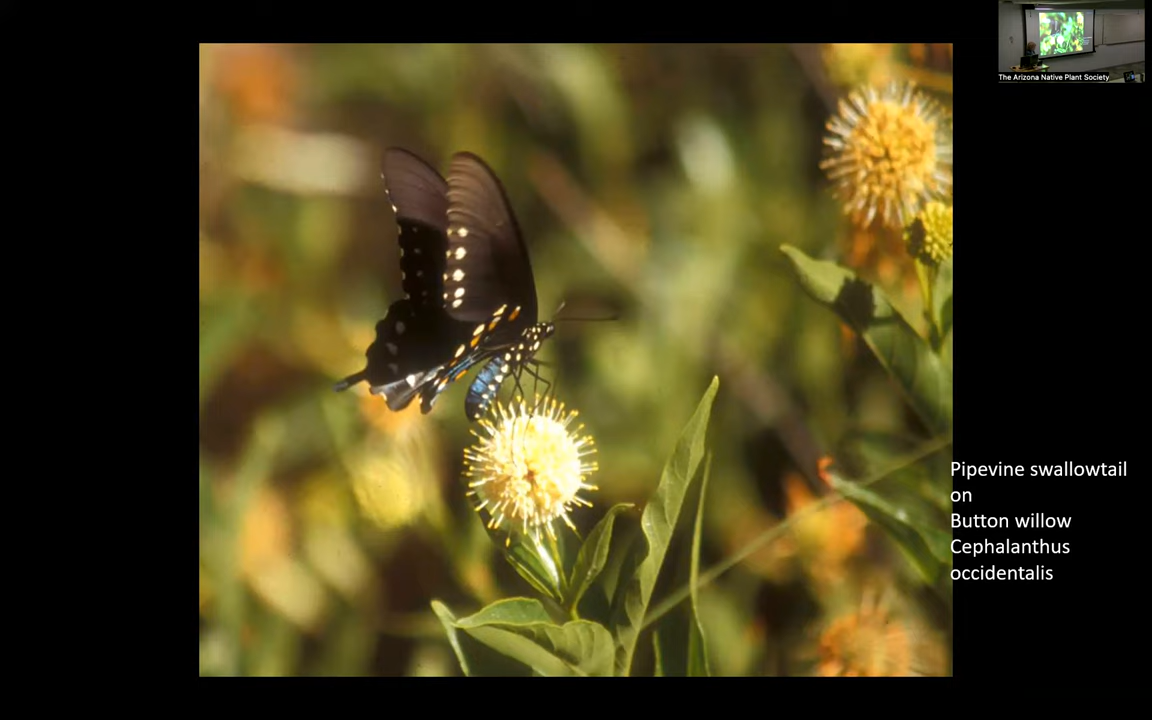 The Arizona Native Plant Society
Pipevine swallowtail
on
Button willow
Cephalanthus
occidentalis